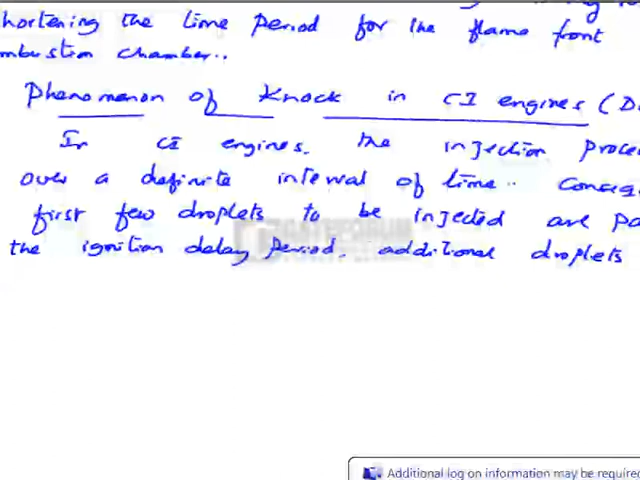 hortening the time period for the flame front
mbustion chamber..
Phenomenon of Knock in CI engines (D
In CI engines. the injection proce
over a definite interval of time.. Conseq
first few droplets to be injected are pa
the ignition delay period. additional droplets
GATEFORUM
Additional log on information may be require